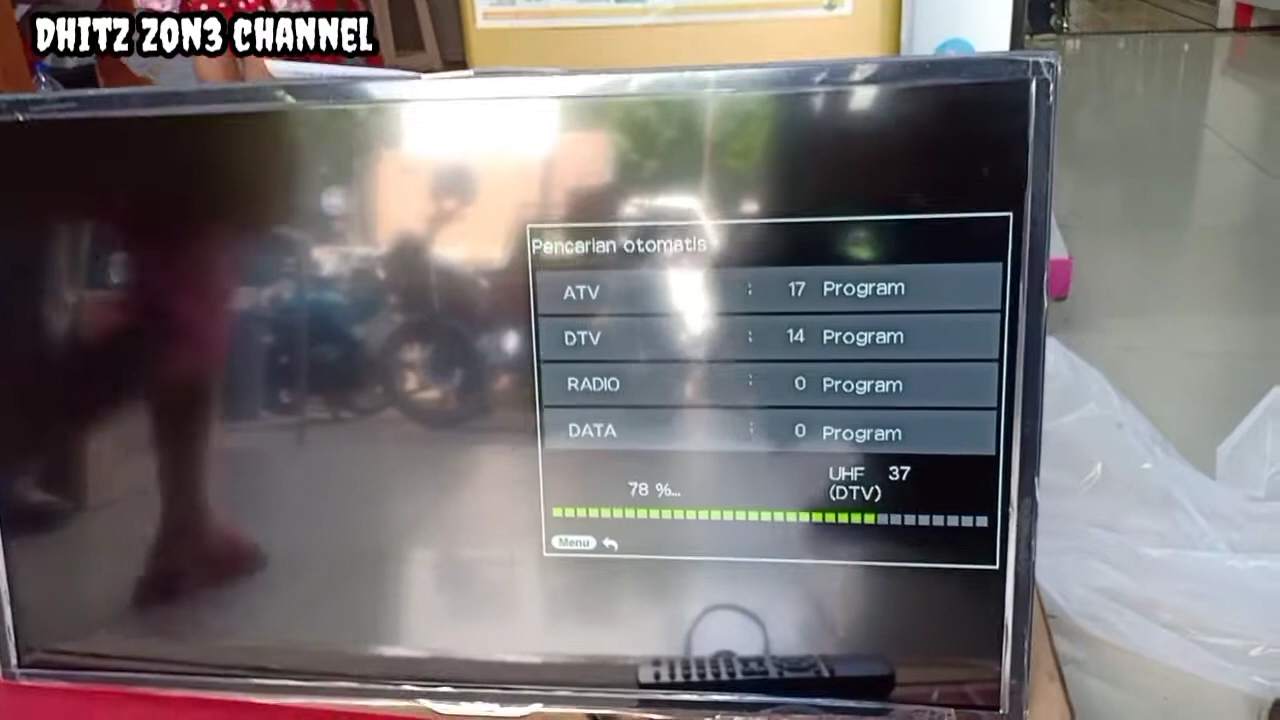 DHITZ ZON3 CHANNEL
Pencarian otomatis
ATV : 17 Program
DTV : 14 Program
RADIO : 0 Program
DATA : 0 Program
78 %... UHF 37
(DTV)
Menu